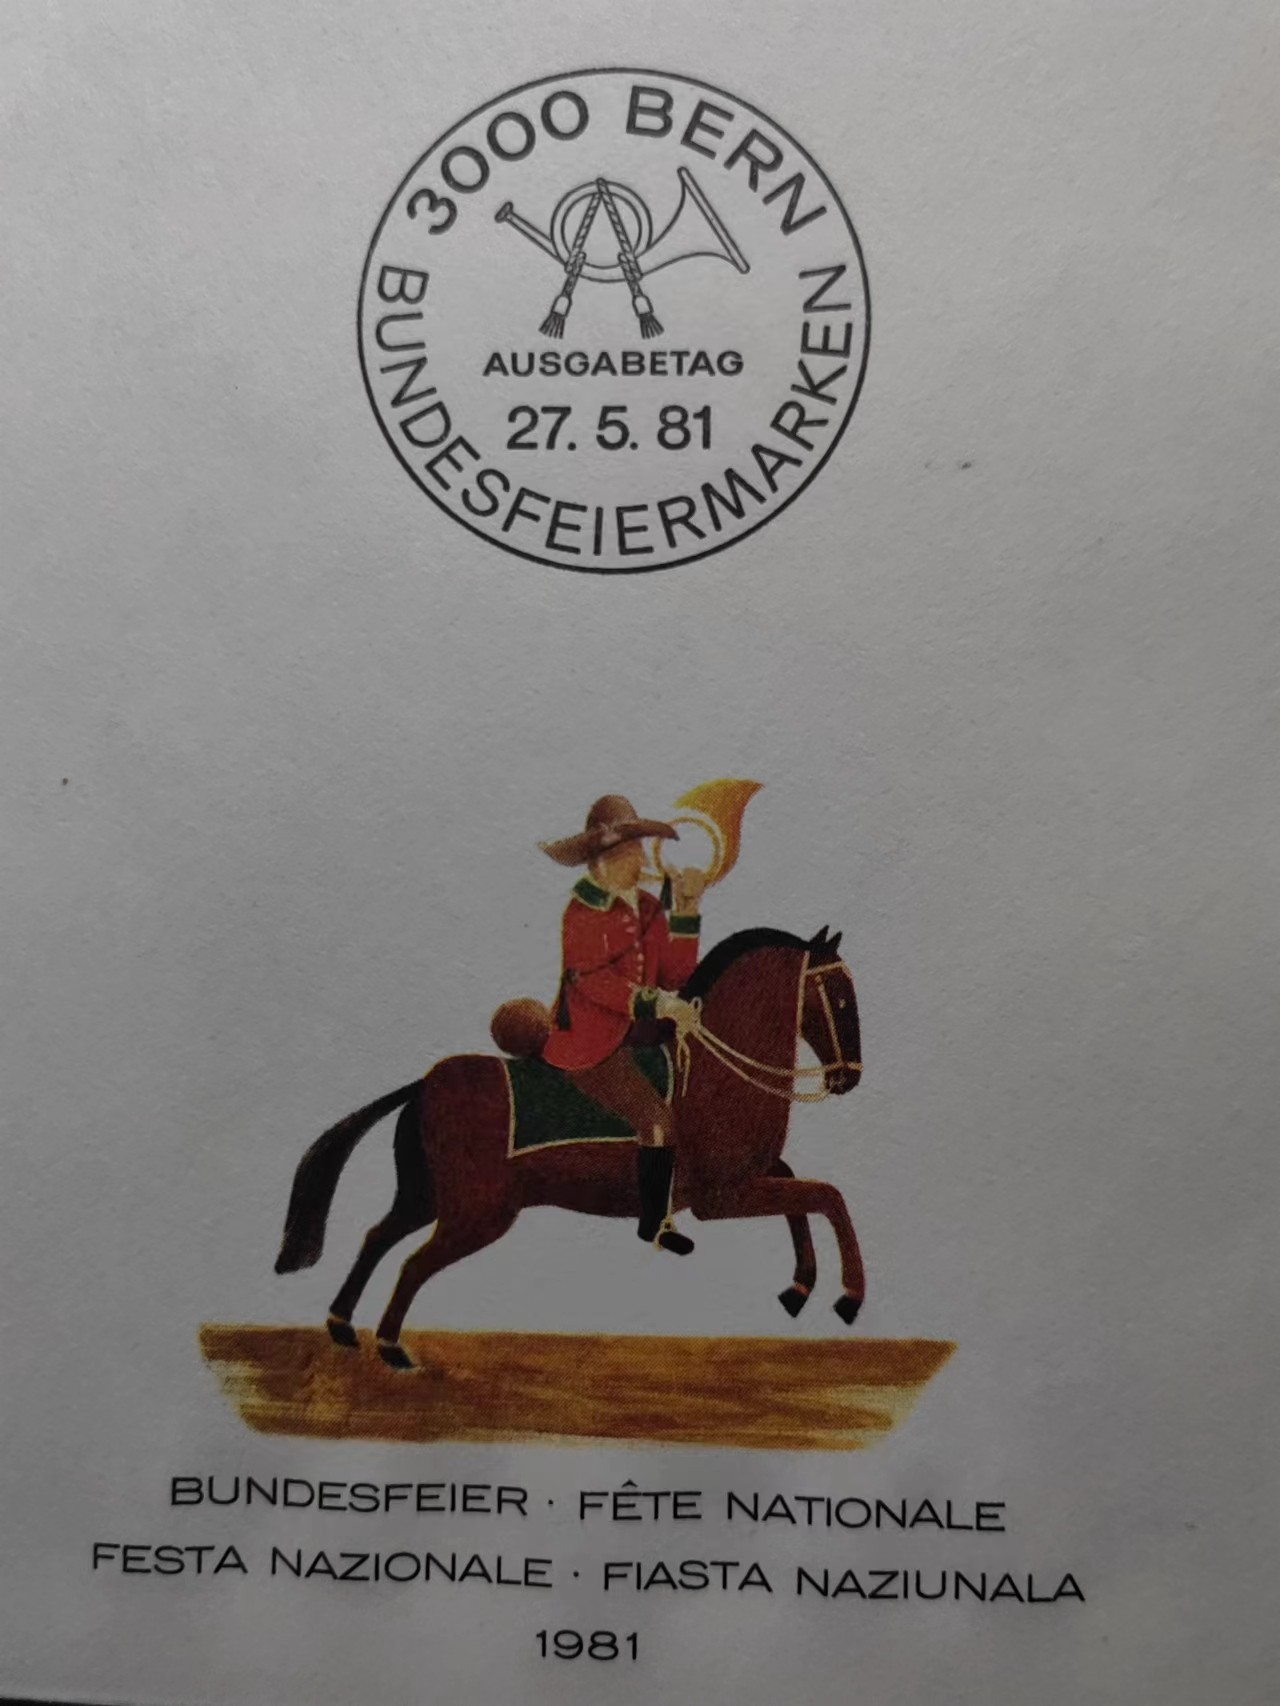 3000 BERN
AUSGABETAG
27. 5. 81
BUNDESFEIERMARKEN
BUNDESFEIER · FÊTE NATIONALE
FESTA NAZIONALE · FIASTA NAZIUNALA
1981